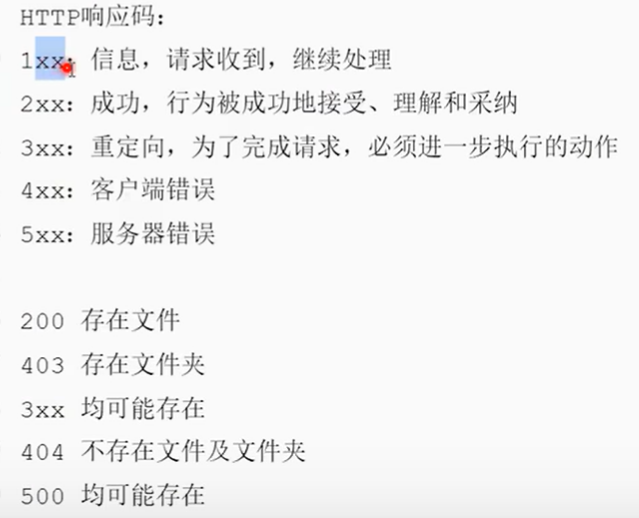 HTTP响应码:
1xx: 信息，请求收到，继续处理
2xx: 成功，行为被成功地接受、理解和采纳
3xx: 重定向，为了完成请求，必须进一步执行的动作
4xx: 客户端错误
5xx: 服务器错误
200 存在文件
403 存在文件夹
3xx 均可能存在
404 不存在文件及文件夹
500 均可能存在